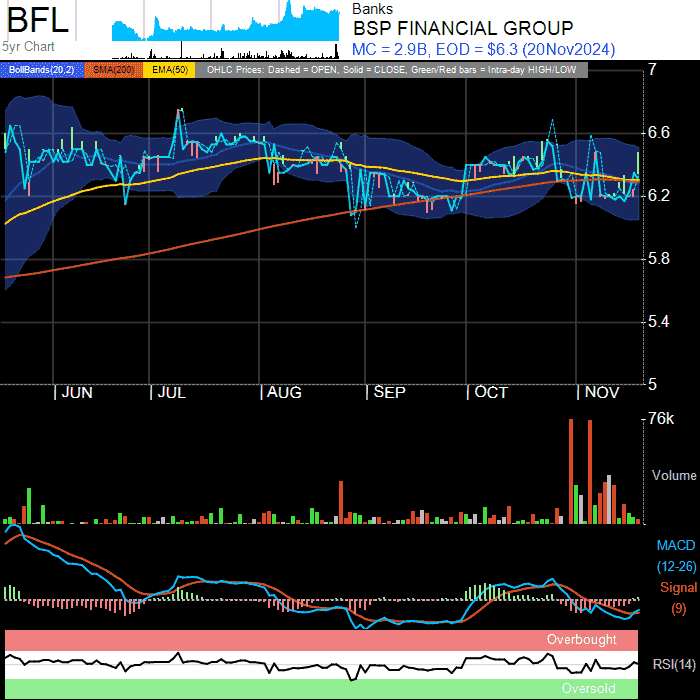 BFL
5yr Chart
Banks
BSP FINANCIAL GROUP
MC = 2.9B, EOD = $6.3 (20Nov2024)
BollBands(20,2) SMA(200) EMA(50) OHLC Prices: Dashed = OPEN, Solid = CLOSE, Green/Red bars = Intra-day HIGH/LOW
7
6.6
6.2
5.8
5.4
5
JUN JUL AUG SEP OCT NOV
76k
Volume
MACD
(12-26)
Signal
(9)
Overbought
RSI(14)
Oversold